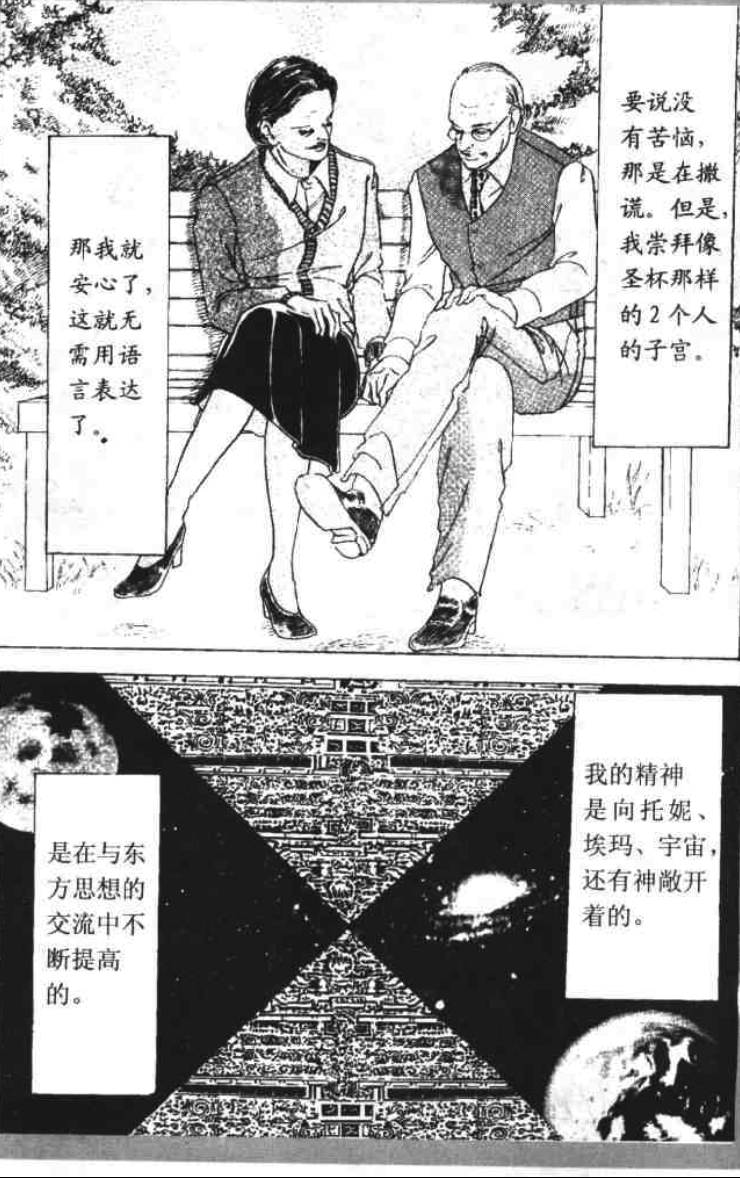 要说没
有苦恼，
那是在撒
谎。但是，
我崇拜像
圣杯那样
的2个人
的子宫。
那我就
安心了，
这就无
需用语
言表达
了。
我的精神
是向托妮、
埃玛、宇宙，
还有神敞开
着的。
是在与东
方思想的
交流中不
断提高
的。